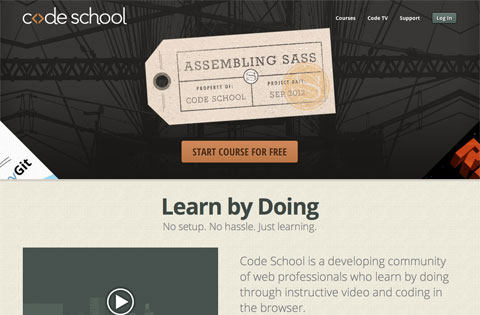 code school
Courses
Code TV
Support
Log In
ASSEMBLING SASS
PROPERTY OF:
CODE SCHOOL
S
PROJECT DATE:
SEP 2012
Git
START COURSE FOR FREE
Learn by Doing
No setup. No hassle. Just learning.
Code School is a developing community
of web professionals who learn by doing
through instructive video and coding in
the browser.